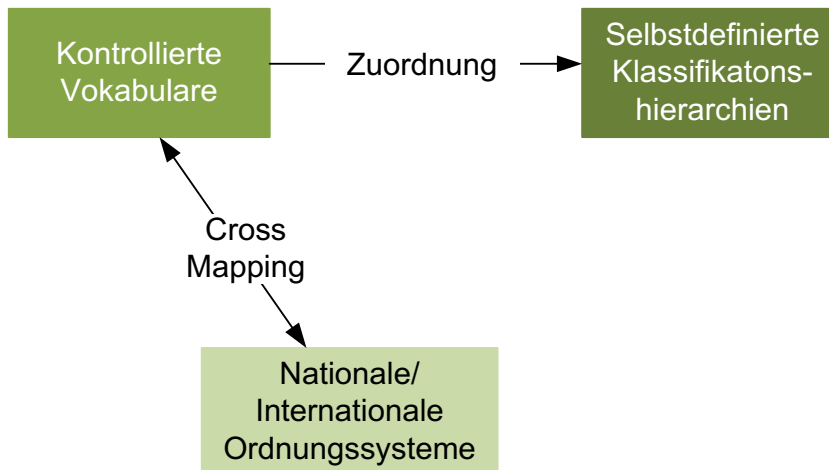 Kontrollierte
Vokabulare
Zuordnung
Selbstdefinierte
Klassifikatons-
hierarchien
Cross
Mapping
Nationale/
Internationale
Ordnungssysteme